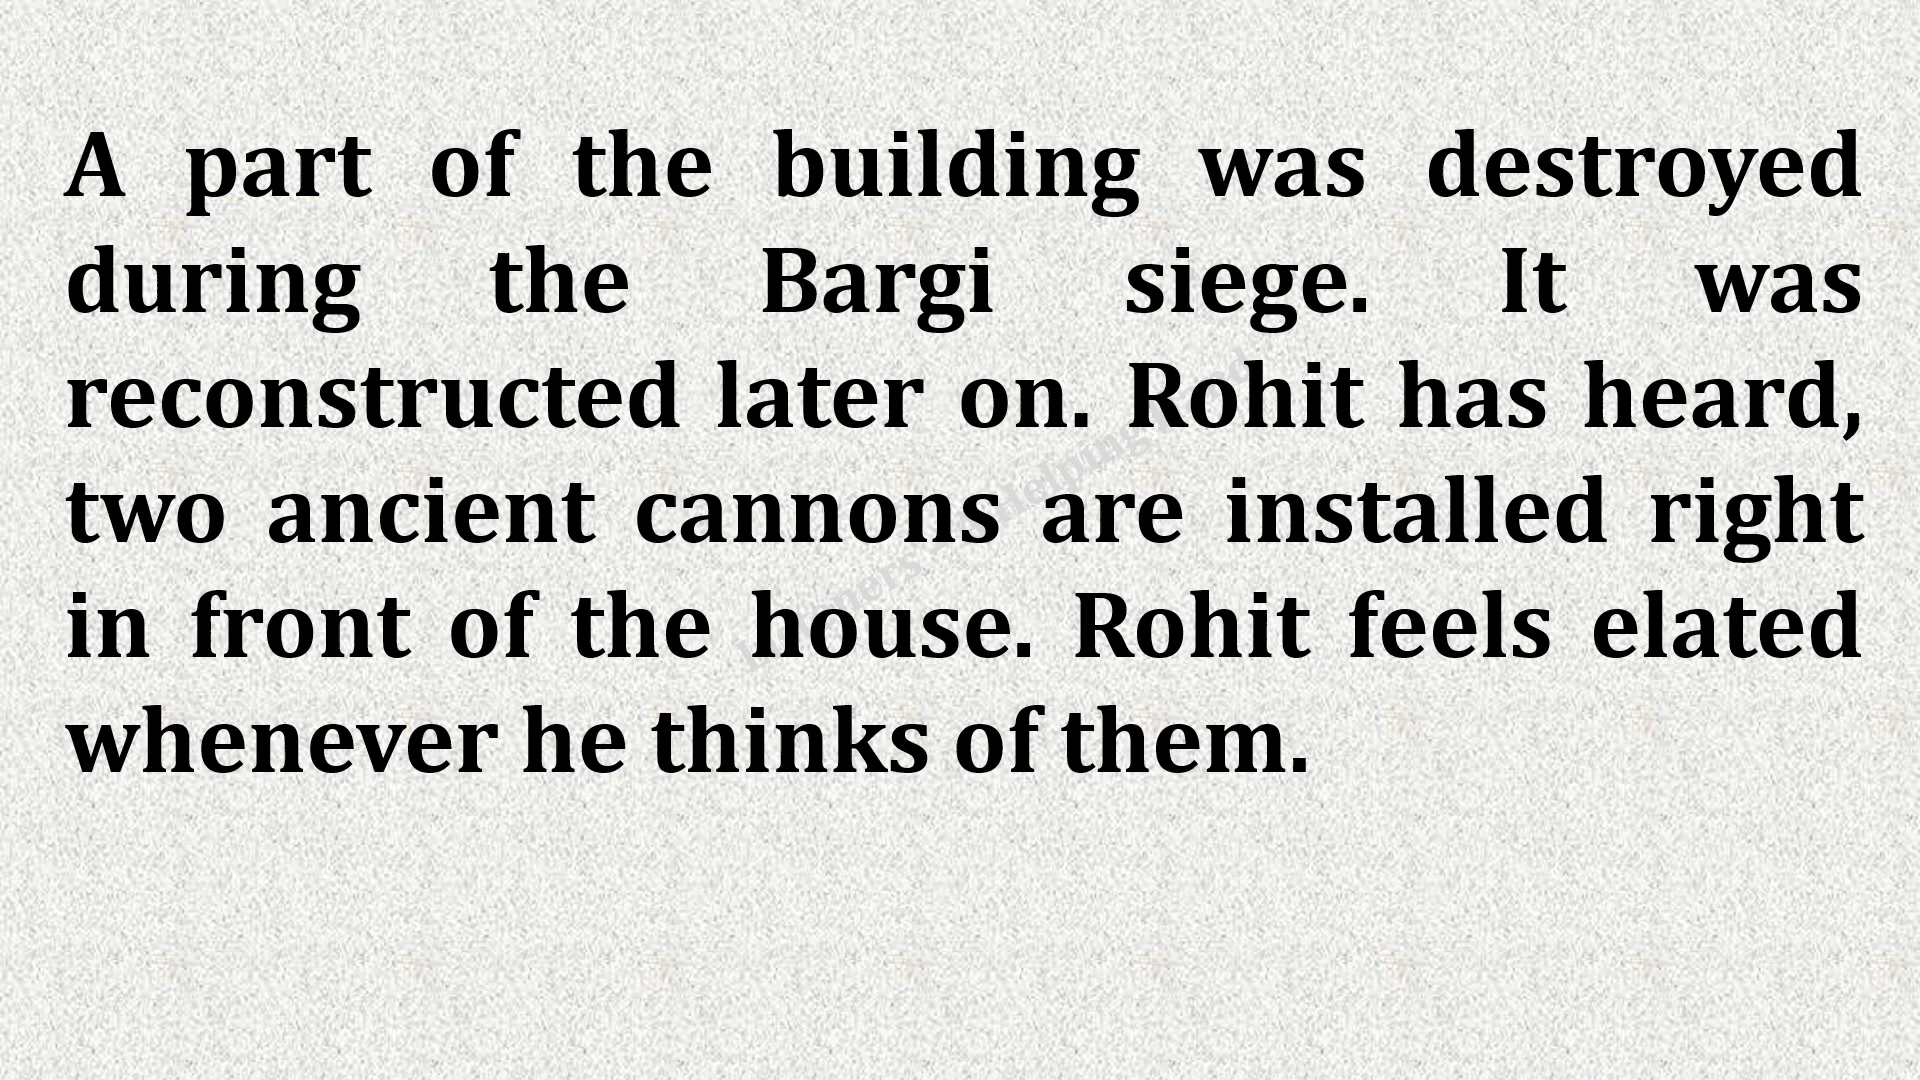 A part of the building was destroyed
during the Bargi siege. It was
reconstructed later on. Rohit has heard,
two ancient cannons are installed right
in front of the house. Rohit feels elated
whenever he thinks of them.